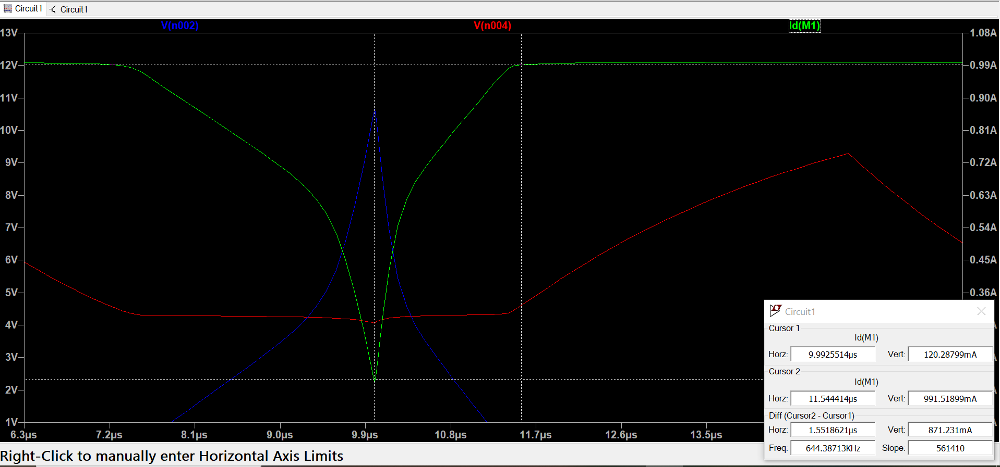 Circuit1 Circuit1
V(n002) V(n004) Id(M1)
13V 1.08A
12V 0.99A
11V 0.90A
10V 0.81A
9V 0.72A
8V 0.63A
7V 0.54A
6V 0.45A
5V 0.36A
4V
3V
2V
1V
6.3µs 7.2µs 8.1µs 9.0µs 9.9µs 10.8µs 11.7µs 12.6µs 13.5µs
Circuit1
Cursor 1
Id(M1)
Horz: 9.9925514µs Vert: 120.28799mA
Cursor 2
Id(M1)
Horz: 11.544414µs Vert: 991.51899mA
Diff (Cursor2 - Cursor1)
Horz: 1.5518621µs Vert: 871.231mA
Freq: 644.38713KHz Slope: 561410
Right-Click to manually enter Horizontal Axis Limits